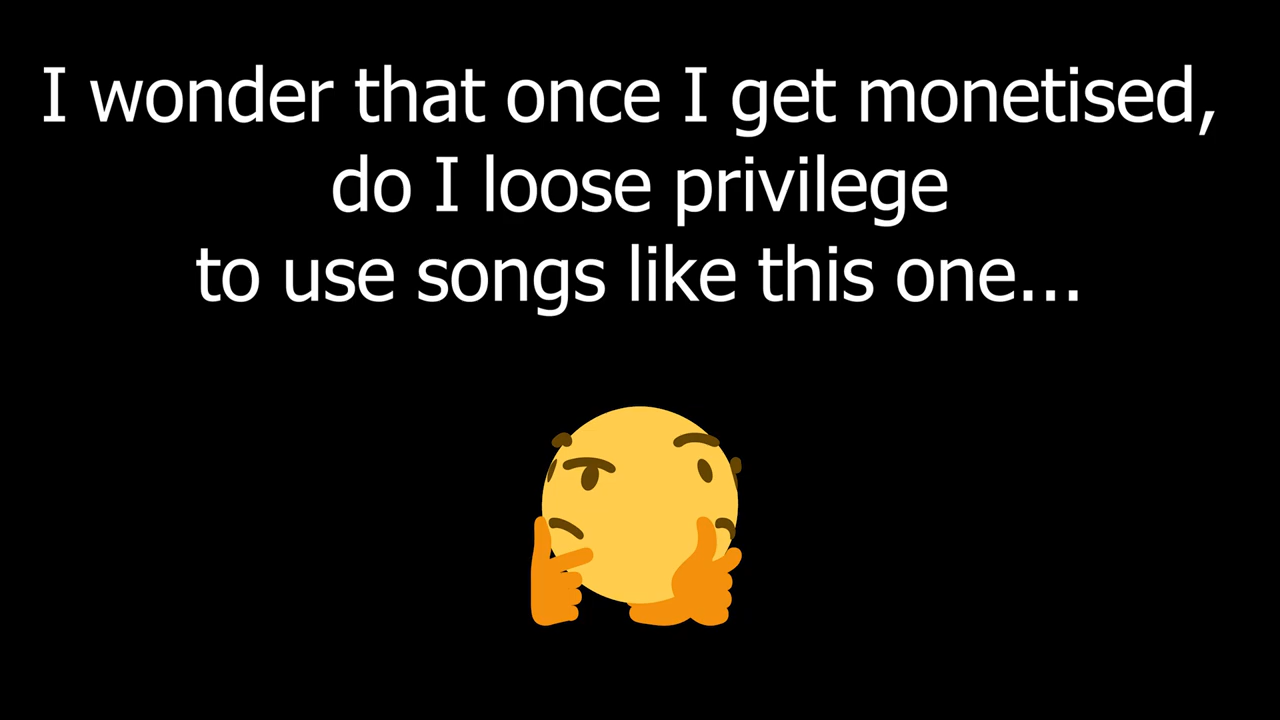 I wonder that once I get monetised,
do I loose privilege
to use songs like this one...